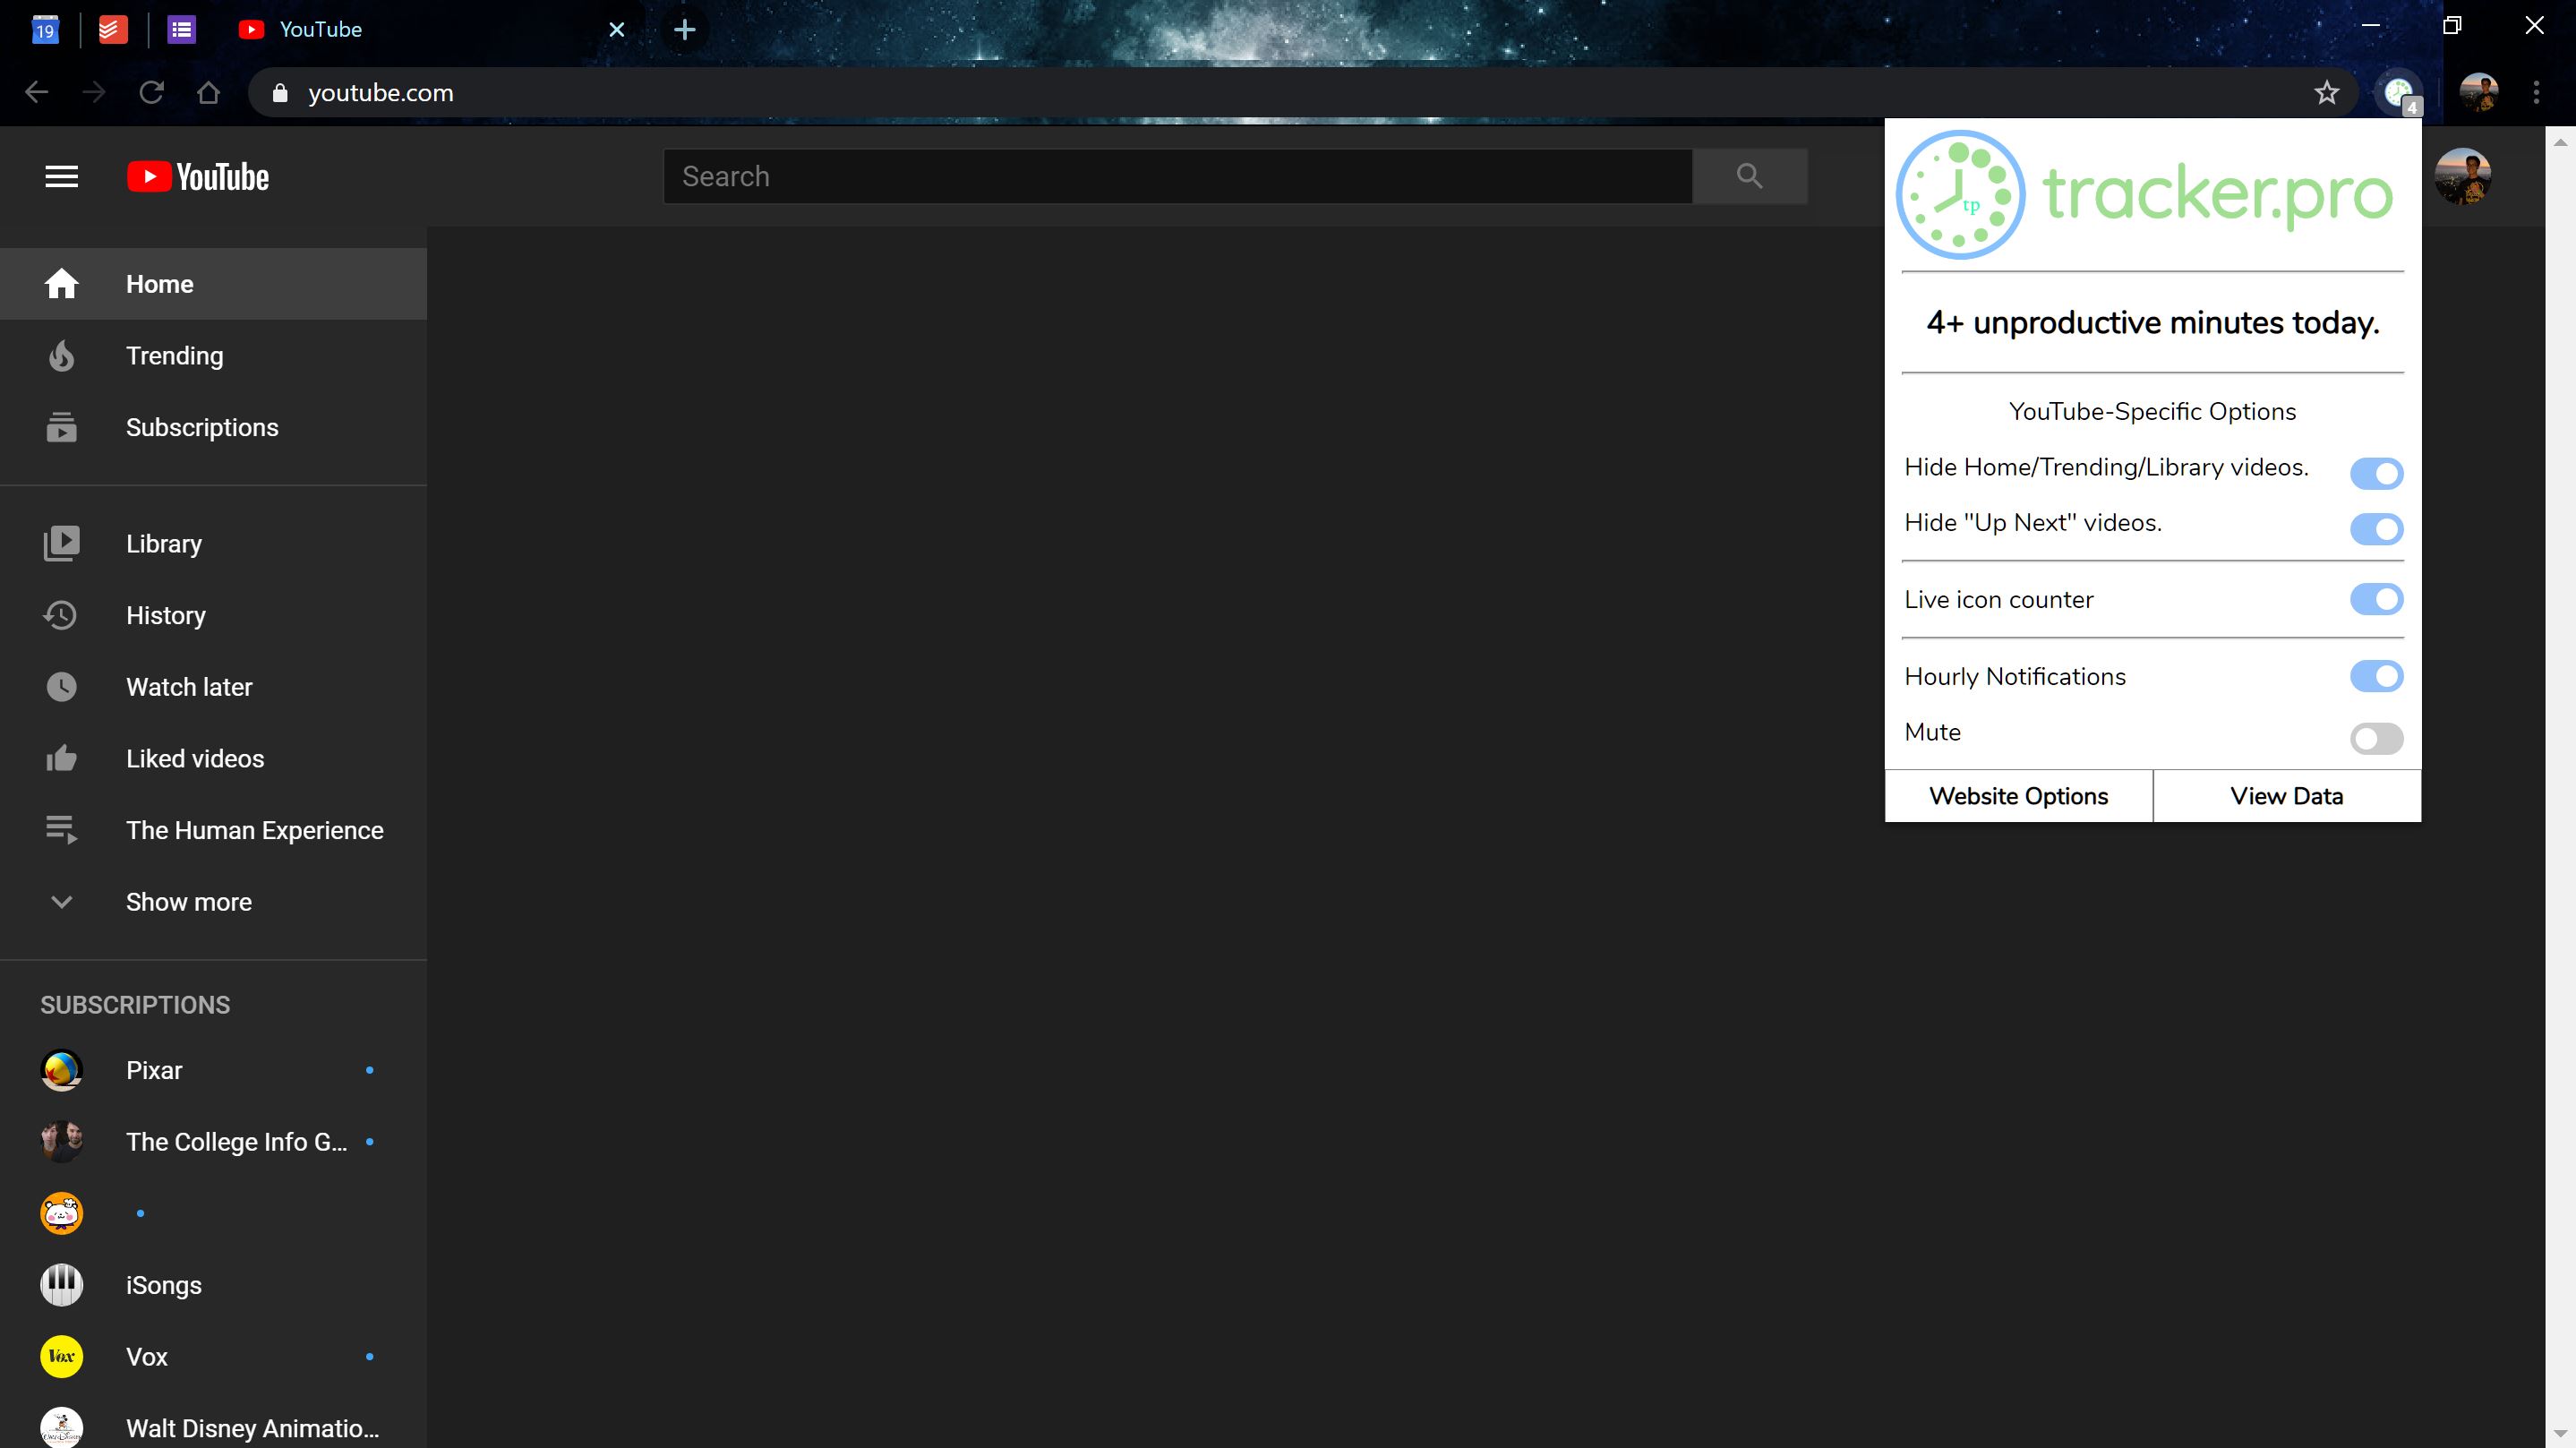 19
YouTube
youtube.com
4
YouTube
Search
tp
tracker.pro
4+ unproductive minutes today.
YouTube-Specific Options
Hide Home/Trending/Library videos.
Hide "Up Next" videos.
Live icon counter
Hourly Notifications
Mute
Website Options
View Data
Home
Trending
Subscriptions
Library
History
Watch later
Liked videos
The Human Experience
Show more
SUBSCRIPTIONS
Pixar
The College Info G...
iSongs
Vox
Vox
Walt Disney Animatio...